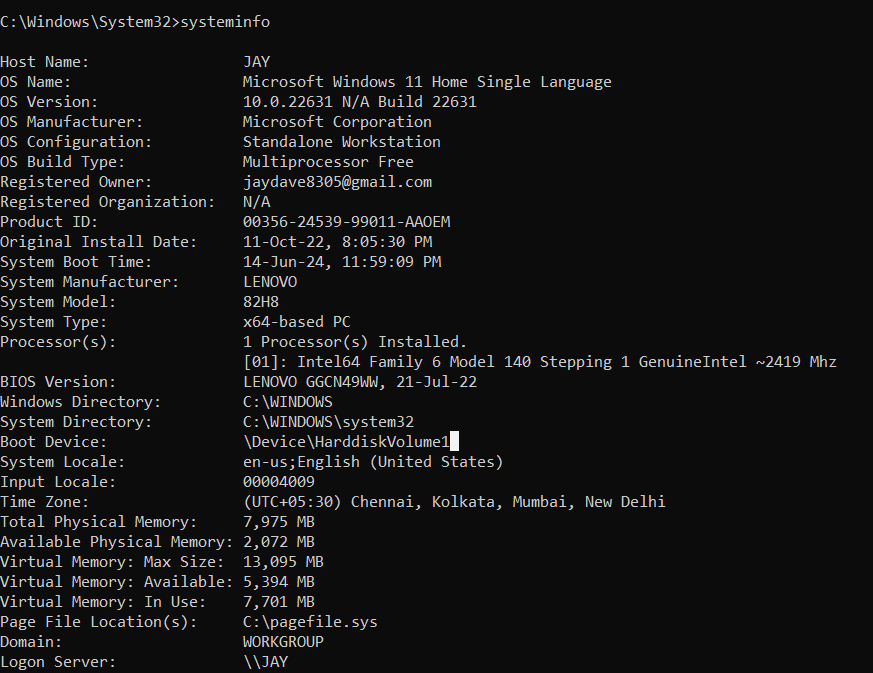 C:\Windows\System32>systeminfo
Host Name: JAY
OS Name: Microsoft Windows 11 Home Single Language
OS Version: 10.0.22631 N/A Build 22631
OS Manufacturer: Microsoft Corporation
OS Configuration: Standalone Workstation
OS Build Type: Multiprocessor Free
Registered Owner: jaydave8305@gmail.com
Registered Organization: N/A
Product ID: 00356-24539-99011-AAOEM
Original Install Date: 11-Oct-22, 8:05:30 PM
System Boot Time: 14-Jun-24, 11:59:09 PM
System Manufacturer: LENOVO
System Model: 82H8
System Type: x64-based PC
Processor(s): 1 Processor(s) Installed.
[01]: Intel64 Family 6 Model 140 Stepping 1 GenuineIntel ~2419 Mhz
BIOS Version: LENOVO GGCN49WW, 21-Jul-22
Windows Directory: C:\WINDOWS
System Directory: C:\WINDOWS\system32
Boot Device: \Device\HarddiskVolume1
System Locale: en-us;English (United States)
Input Locale: 00004009
Time Zone: (UTC+05:30) Chennai, Kolkata, Mumbai, New Delhi
Total Physical Memory: 7,975 MB
Available Physical Memory: 2,072 MB
Virtual Memory: Max Size: 13,095 MB
Virtual Memory: Available: 5,394 MB
Virtual Memory: In Use: 7,701 MB
Page File Location(s): C:\pagefile.sys
Domain: WORKGROUP
Logon Server: \\JAY